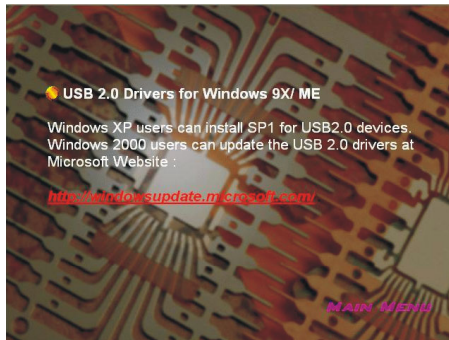 USB 2.0 Drivers for Windows 9X/ ME
Windows XP users can install SP1 for USB2.0 devices.
Windows 2000 users can update the USB 2.0 drivers at
Microsoft Website :
http://windowsupdate.microsoft.com/
MAIN MENU